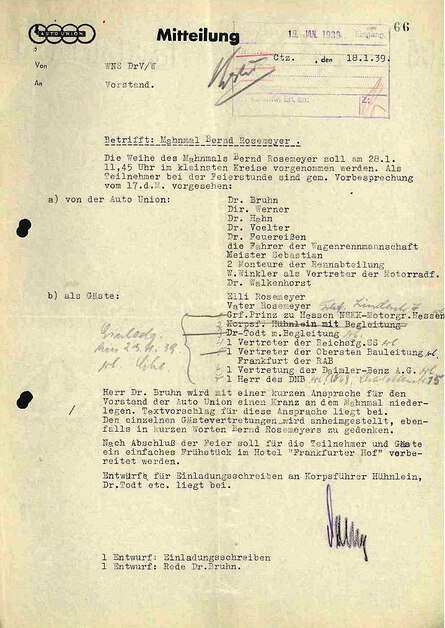 AUTO UNION
Mitteilung
19. JAN. 1939 Eingang.
66
Von WNS DrV/W
Ctz. , den 18.1.39.
An Vorstand.
Z:
Betrifft: Mahnmal Bernd Rosemeyer.
Die Weihe des Mahnmals Bernd Rosemeyer soll am 28.1.
11,45 Uhr im kleinsten Kreise vorgenommen werden. Als
Teilnehmer bei der Feierstunde sind gem. Vorbesprechung
vom 17.d.M. vorgesehen:
a) von der Auto Union:
Dr. Bruhn
Dir. Werner
Dr. Hahn
Dr. Voelter
Dr. Feuereißen
die Fahrer der Wagenrennmannschaft
Meister Sebastian
2 Monteure der Rennabteilung
W.Winkler als Vertreter der Motorradf.
Dr. Walkenhorst
b) als Gäste:
Elli Rosemeyer
Vater Rosemeyer
Grf.Prinz zu Hessen NSKK-Motorgr.Hessen
Korpsf. Hühnlein mit Begleitung
Dr-Todt m.Begleitung
1 Vertreter der Reichsfg.SS
1 Vertreter der Obersten Bauleitung
Frankfurt der RAB
1 Vertretung der Daimler-Benz A.G.
1 Herr des DNB
Herr Dr. Bruhn wird mit einer kurzen Ansprache für den
Vorstand der Auto Union einen Kranz an dem Mahnmal nieder-
legen. Textvorschlag für diese Ansprache liegt bei.
Den einzelnen Gästevertretungen wird anheimgestellt, eben-
falls in kurzen Worten Bernd Rosemeyers zu gedenken.
Nach Abschluß der Feier soll für die Teilnehmer und Gäste
ein einfaches Frühstück im Hotel "Frankfurter Hof" vorbe-
reitet werden.
Entwürfe für Einladungsschreiben an Korpsführer Hühnlein,
Dr.Todt etc. liegt bei.
1 Entwurf: Einladungsschreiben
1 Entwurf: Rede Dr.Bruhn.